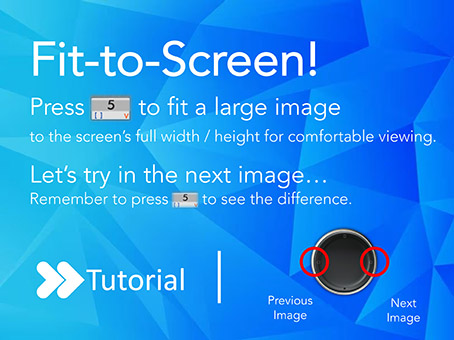 Fit-to-Screen!
Press 5 [ ] V to fit a large image
to the screen's full width / height for comfortable viewing.
Let's try in the next image...
Remember to press 5 [ ] V to see the difference.
Tutorial
Previous Image
Next Image